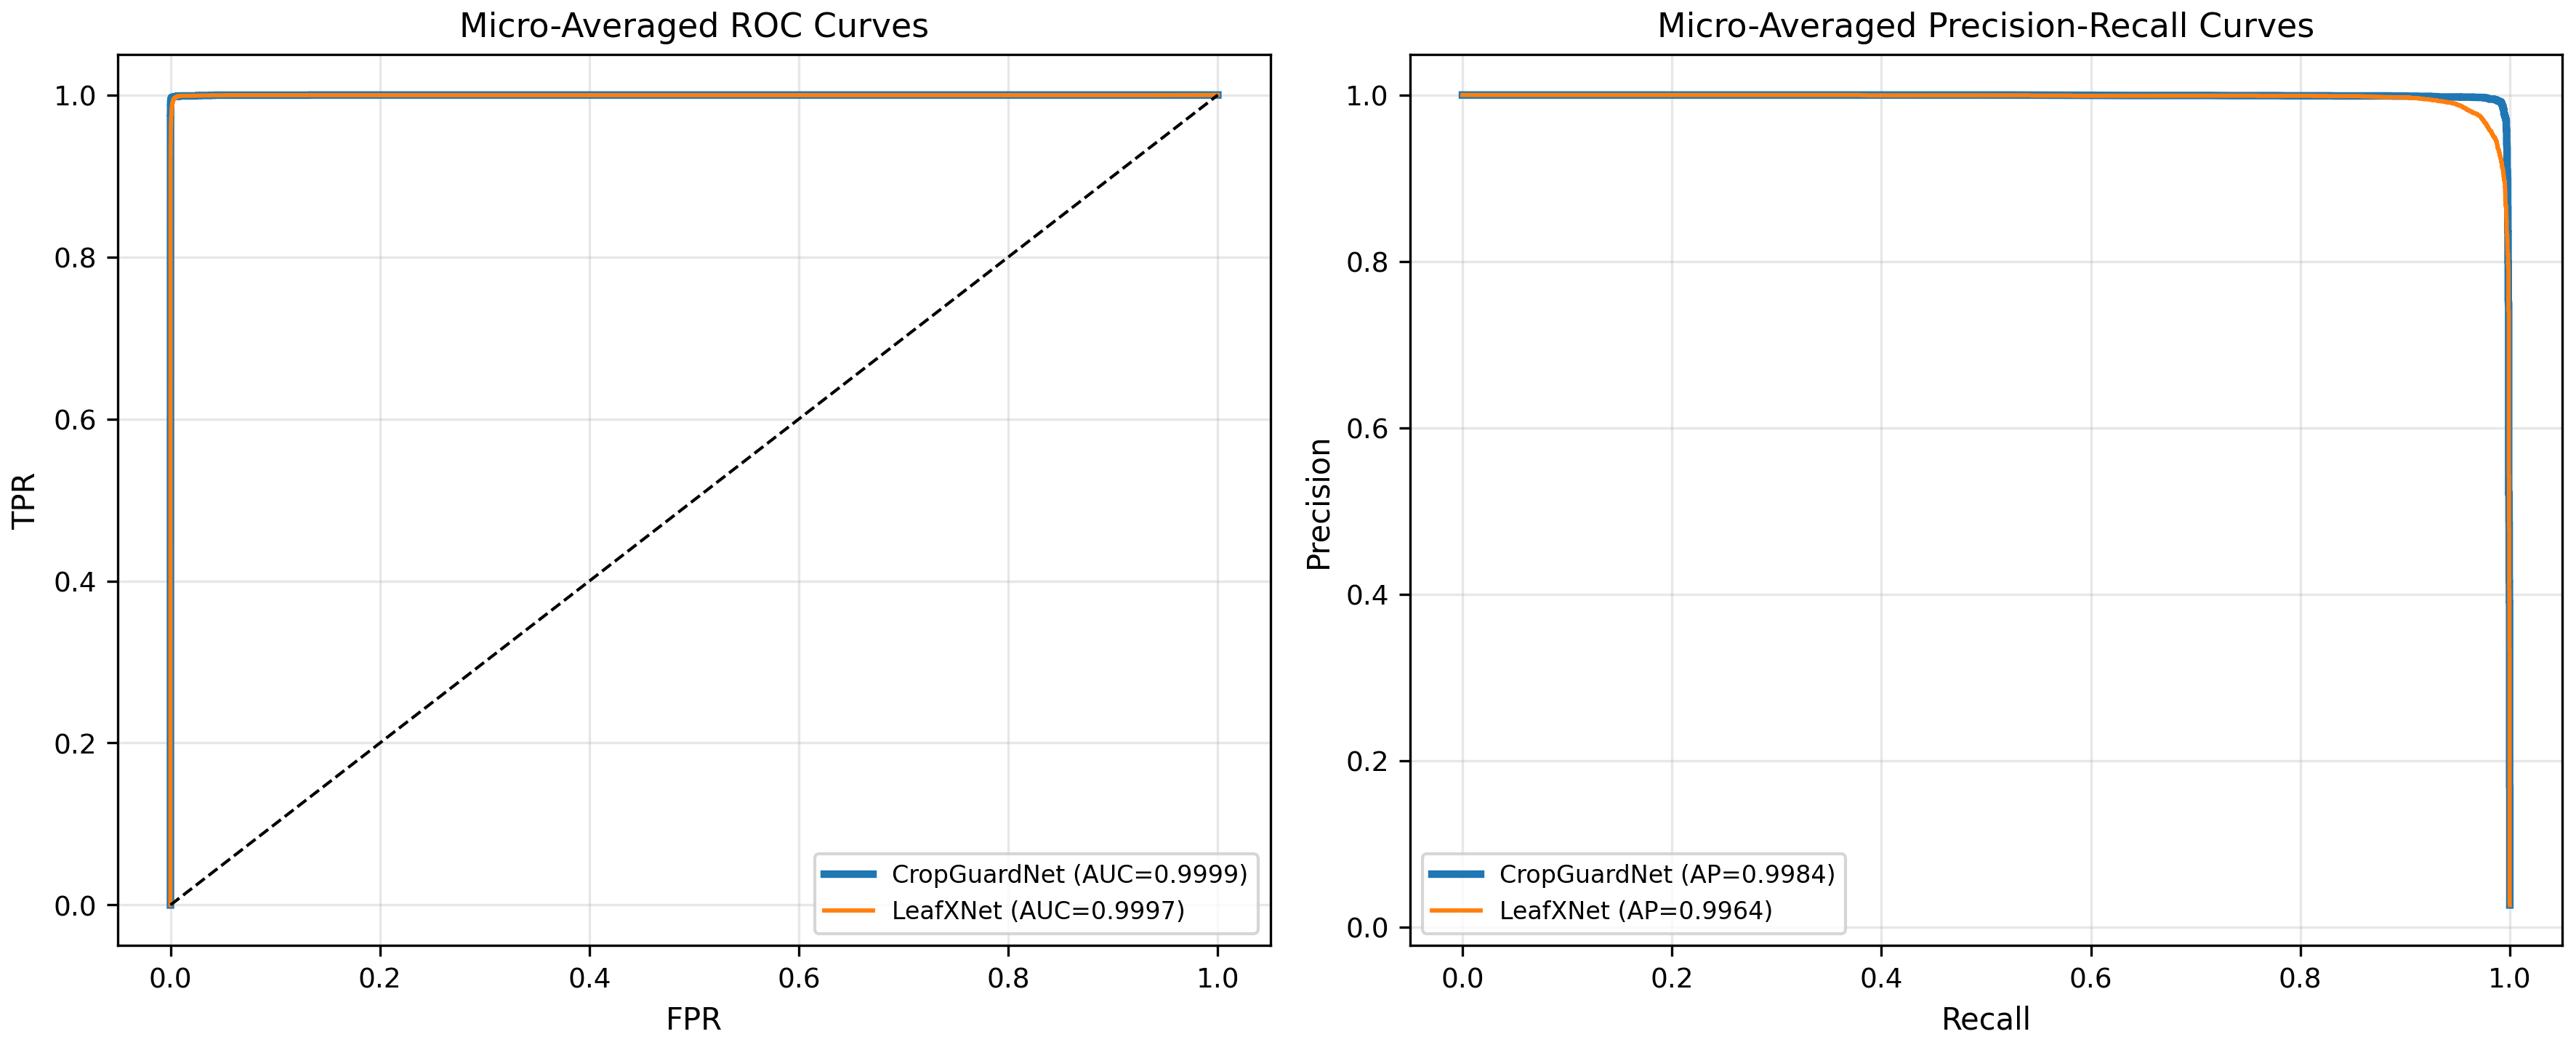 Micro-Averaged ROC Curves
1.0
0.8
0.6
0.4
0.2
0.0
TPR
0.0 0.2 0.4 0.6 0.8 1.0
FPR
CropGuardNet (AUC=0.9999)
LeafXNet (AUC=0.9997)
Micro-Averaged Precision-Recall Curves
1.0
0.8
0.6
0.4
0.2
0.0
Precision
0.0 0.2 0.4 0.6 0.8 1.0
Recall
CropGuardNet (AP=0.9984)
LeafXNet (AP=0.9964)